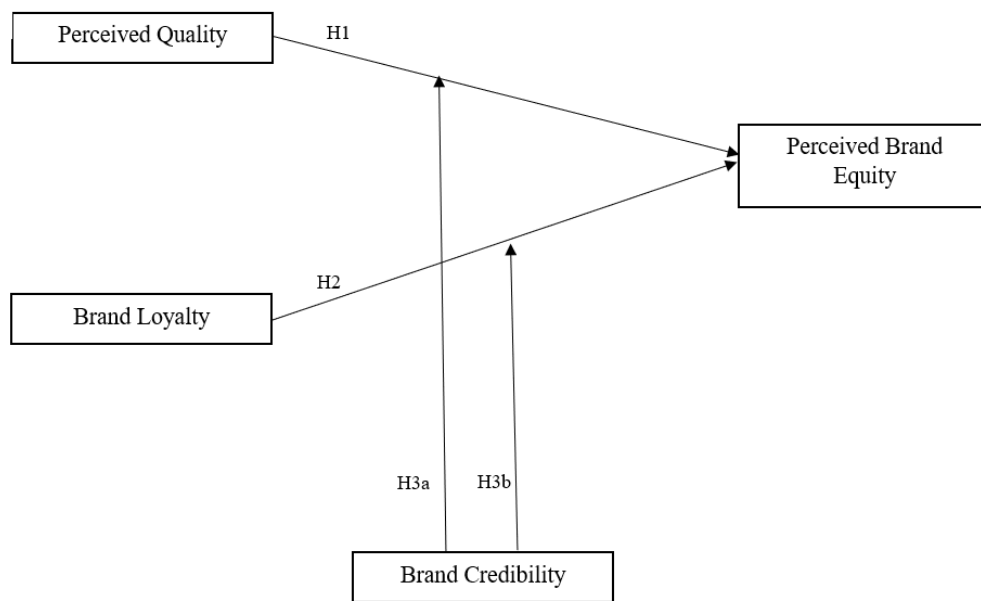 Perceived Quality
H1
Perceived Brand
Equity
H2
Brand Loyalty
H3a
H3b
Brand Credibility